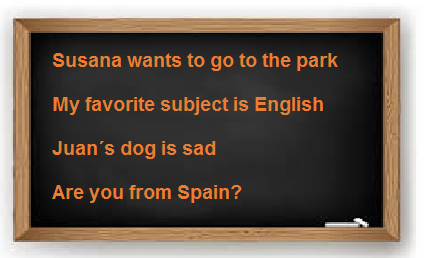 Susana wants to go to the park
My favorite subject is English
Juan´s dog is sad
Are you from Spain?